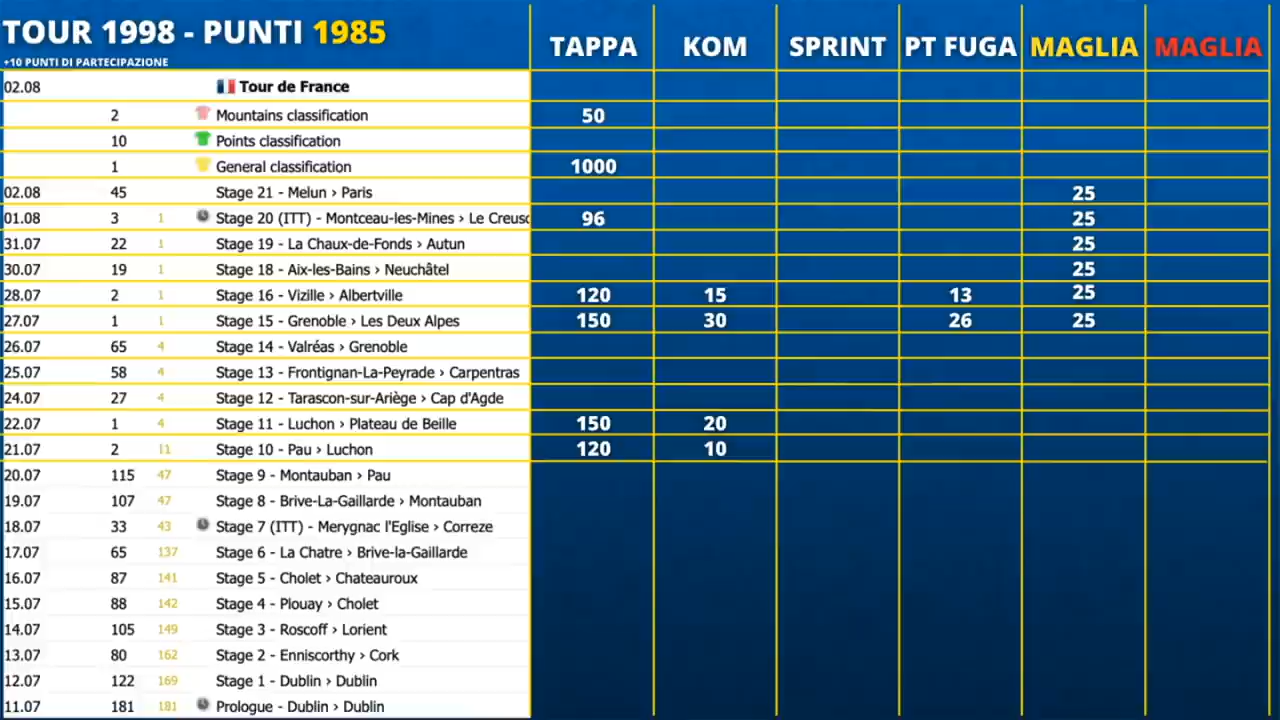 TOUR 1998 - PUNTI 1985
+10 PUNTI DI PARTECIPAZIONE
TAPPA KOM SPRINT PT FUGA MAGLIA MAGLIA
02.08 Tour de France
2 Mountains classification 50
10 Points classification
1 General classification 1000
02.08 45 Stage 21 - Melun › Paris 25
01.08 3 1 Stage 20 (ITT) - Montceau-les-Mines › Le Creuso 96 25
31.07 22 1 Stage 19 - La Chaux-de-Fonds › Autun 25
30.07 19 1 Stage 18 - Aix-les-Bains › Neuchâtel 25
28.07 2 1 Stage 16 - Vizille › Albertville 120 15 13 25
27.07 1 1 Stage 15 - Grenoble › Les Deux Alpes 150 30 26 25
26.07 65 4 Stage 14 - Valréas › Grenoble
25.07 58 4 Stage 13 - Frontignan-La-Peyrade › Carpentras
24.07 27 4 Stage 12 - Tarascon-sur-Ariège › Cap d'Agde
22.07 1 4 Stage 11 - Luchon › Plateau de Beille 150 20
21.07 2 11 Stage 10 - Pau › Luchon 120 10
20.07 115 47 Stage 9 - Montauban › Pau
19.07 107 47 Stage 8 - Brive-La-Gaillarde › Montauban
18.07 33 43 Stage 7 (ITT) - Merygnac l'Eglise › Correze
17.07 65 137 Stage 6 - La Chatre › Brive-la-Gaillarde
16.07 87 141 Stage 5 - Cholet › Chateauroux
15.07 88 142 Stage 4 - Plouay › Cholet
14.07 105 149 Stage 3 - Roscoff › Lorient
13.07 80 162 Stage 2 - Enniscorthy › Cork
12.07 122 169 Stage 1 - Dublin › Dublin
11.07 181 181 Prologue - Dublin › Dublin